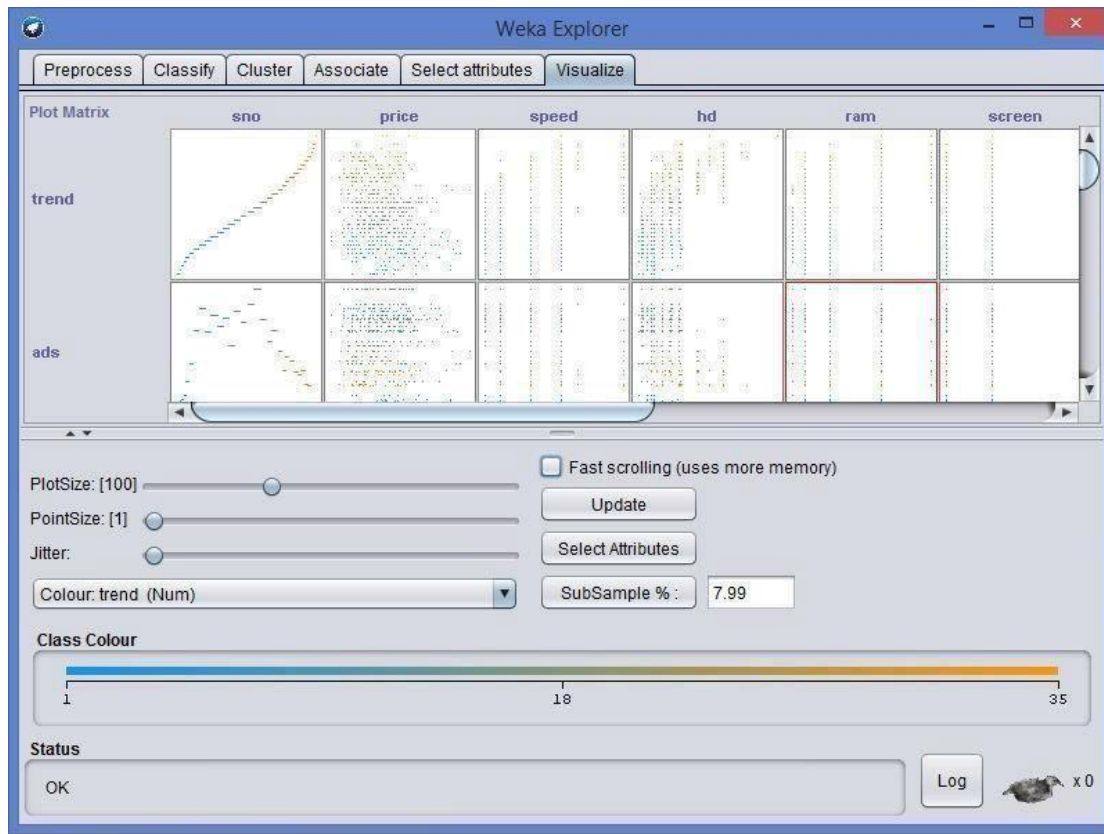 Weka Explorer
Preprocess Classify Cluster Associate Select attributes Visualize
Plot Matrix sno price speed hd ram screen
trend
ads
PlotSize: [100]
PointSize: [1]
Jitter:
Colour: trend (Num)
Fast scrolling (uses more memory)
Update
Select Attributes
SubSample % : 7.99
Class Colour
1 18 35
Status
OK
Log x 0